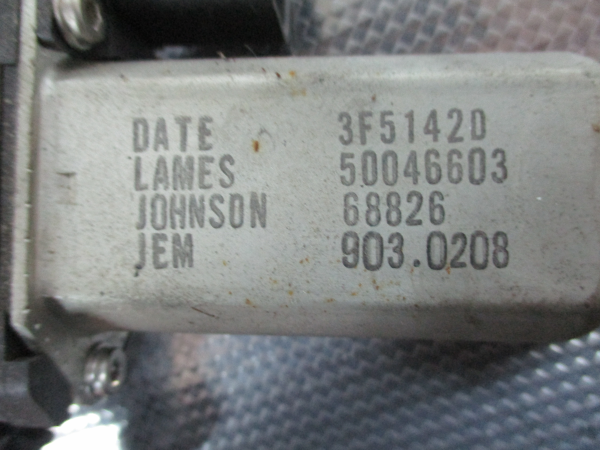 DATE 3F5142D
LAMES 50046603
JOHNSON 68826
JEM 903.0208